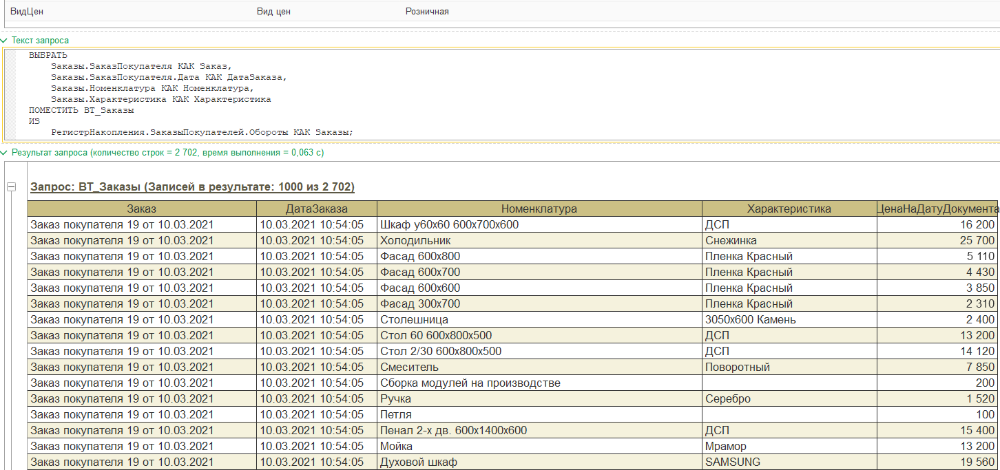 ВидЦен Вид цен Розничная
Текст запроса
ВЫБРАТЬ
Заказы.ЗаказПокупателя КАК Заказ,
Заказы.ЗаказПокупателя.Дата КАК ДатаЗаказа,
Заказы.Номенклатура КАК Номенклатура,
Заказы.Характеристика КАК Характеристика
ПОМЕСТИТЬ ВТ_Заказы
ИЗ
РегистрНакопления.ЗаказыПокупателей.Обороты КАК Заказы;
Результат запроса (количество строк = 2 702, время выполнения = 0,063 с)
Запрос: ВТ_Заказы (Записей в результате: 1000 из 2 702)
Заказ ДатаЗаказа Номенклатура Характеристика ЦенаНаДатуДокумента
Заказ покупателя 19 от 10.03.2021 10.03.2021 10:54:05 Шкаф у60х60 600х700х600 ДСП 16 200
Заказ покупателя 19 от 10.03.2021 10.03.2021 10:54:05 Холодильник Снежинка 25 700
Заказ покупателя 19 от 10.03.2021 10.03.2021 10:54:05 Фасад 600х800 Пленка Красный 5 110
Заказ покупателя 19 от 10.03.2021 10.03.2021 10:54:05 Фасад 600х700 Пленка Красный 4 430
Заказ покупателя 19 от 10.03.2021 10.03.2021 10:54:05 Фасад 600х600 Пленка Красный 3 850
Заказ покупателя 19 от 10.03.2021 10.03.2021 10:54:05 Фасад 300х700 Пленка Красный 2 310
Заказ покупателя 19 от 10.03.2021 10.03.2021 10:54:05 Столешница 3050х600 Камень 2 400
Заказ покупателя 19 от 10.03.2021 10.03.2021 10:54:05 Стол 60 600х800х500 ДСП 13 200
Заказ покупателя 19 от 10.03.2021 10.03.2021 10:54:05 Стол 2/30 600х800х500 ДСП 14 120
Заказ покупателя 19 от 10.03.2021 10.03.2021 10:54:05 Смеситель Поворотный 7 850
Заказ покупателя 19 от 10.03.2021 10.03.2021 10:54:05 Сборка модулей на производстве 200
Заказ покупателя 19 от 10.03.2021 10.03.2021 10:54:05 Ручка Серебро 1 520
Заказ покупателя 19 от 10.03.2021 10.03.2021 10:54:05 Петля 100
Заказ покупателя 19 от 10.03.2021 10.03.2021 10:54:05 Пенал 2-х дв. 600х1400х600 ДСП 15 400
Заказ покупателя 19 от 10.03.2021 10.03.2021 10:54:05 Мойка Мрамор 13 200
Заказ покупателя 19 от 10.03.2021 10.03.2021 10:54:05 Духовой шкаф SAMSUNG 19 560